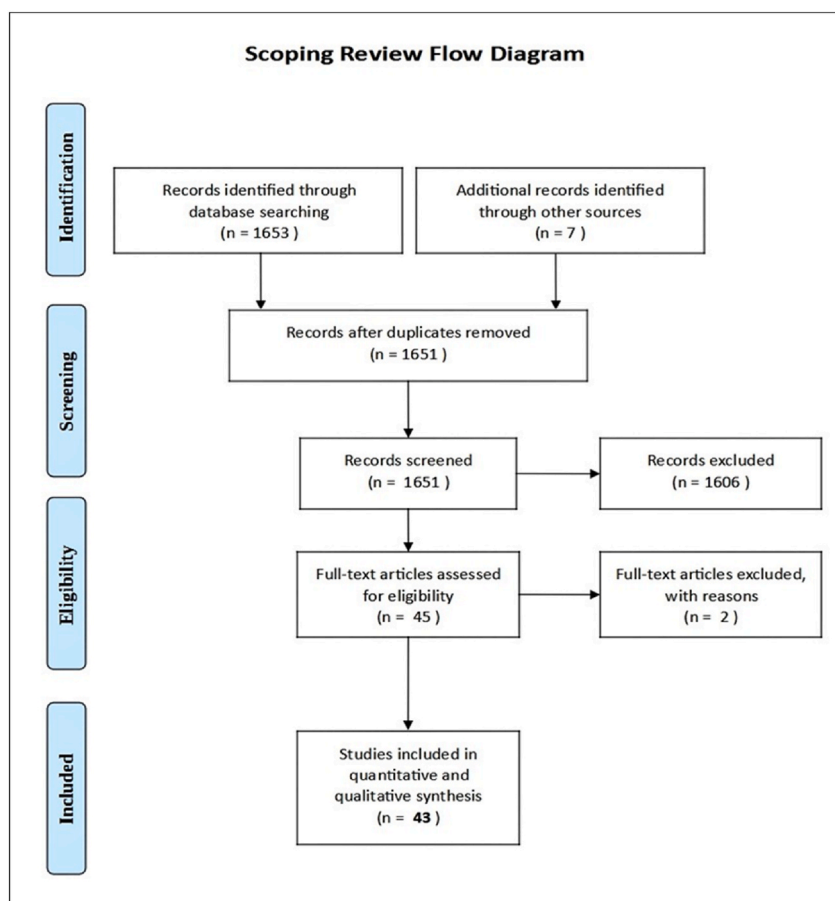 Scoping Review Flow Diagram
Identification
Records identified through
database searching
(n = 1653 )
Additional records identified
through other sources
(n = 7 )
Screening
Records after duplicates removed
(n = 1651 )
Records screened
(n = 1651 )
Records excluded
(n = 1606 )
Eligibility
Full-text articles assessed
for eligibility
(n = 45 )
Full-text articles excluded,
with reasons
(n = 2 )
Included
Studies included in
quantitative and
qualitative synthesis
(n = 43 )